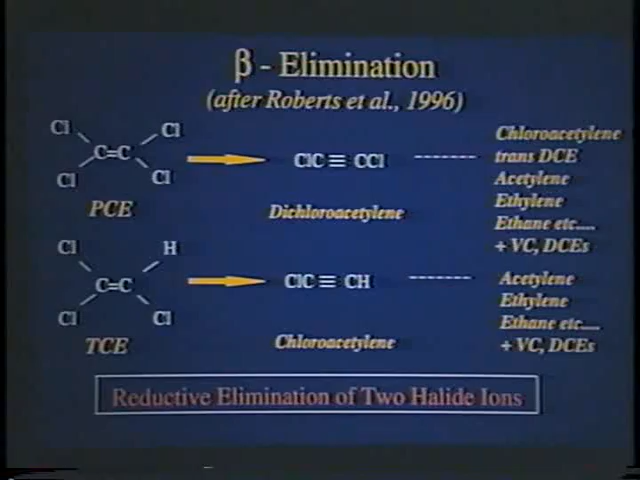 β - Elimination
(after Roberts et al., 1996)
Cl Cl
C=C
Cl Cl
PCE
ClC ≡ CCl
Dichloroacetylene
Chloroacetylene
trans DCE
Acetylene
Ethylene
Ethane etc....
+ VC, DCEs
Cl H
C=C
Cl Cl
TCE
ClC ≡ CH
Chloroacetylene
Acetylene
Ethylene
Ethane etc....
+ VC, DCEs
Reductive Elimination of Two Halide Ions